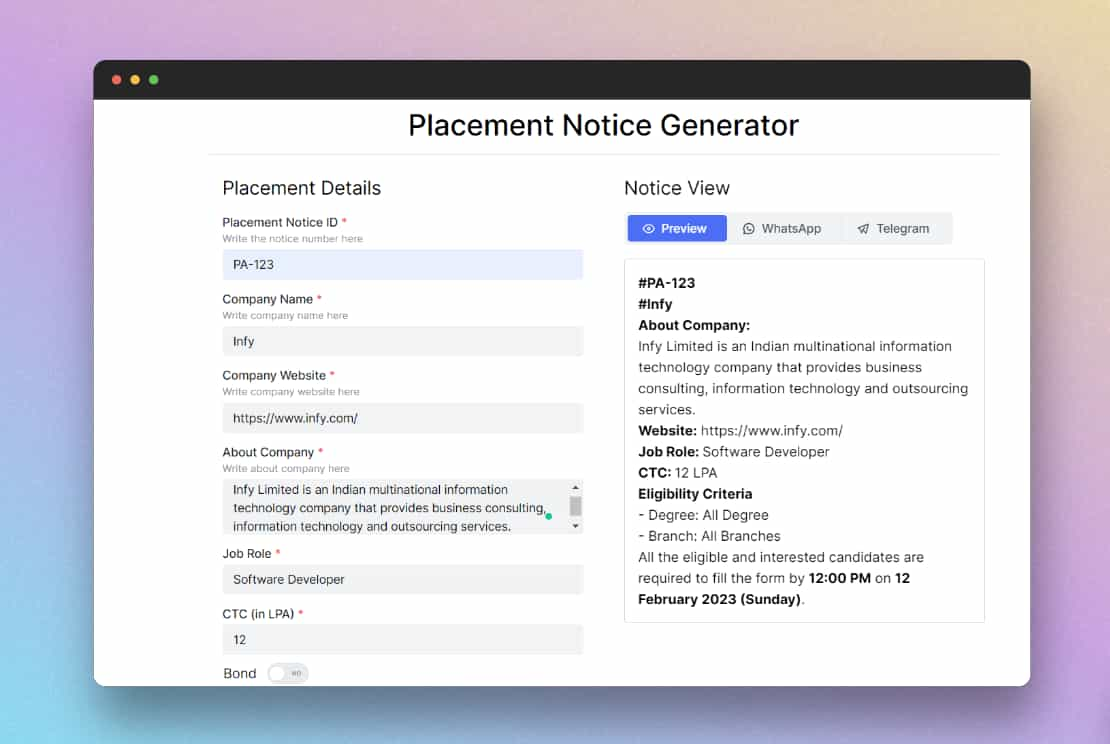 Placement Notice Generator
Placement Details
Placement Notice ID *
Write the notice number here
PA-123
Company Name *
Write company name here
Infy
Company Website *
Write company website here
https://www.infy.com/
About Company *
Write about company here
Infy Limited is an Indian multinational information
technology company that provides business consulting,
information technology and outsourcing services.
Job Role *
Software Developer
CTC (in LPA) *
12
Bond NO
Notice View
Preview WhatsApp Telegram
#PA-123
#Infy
About Company:
Infy Limited is an Indian multinational information
technology company that provides business
consulting, information technology and outsourcing
services.
Website: https://www.infy.com/
Job Role: Software Developer
CTC: 12 LPA
Eligibility Criteria
- Degree: All Degree
- Branch: All Branches
All the eligible and interested candidates are
required to fill the form by 12:00 PM on 12
February 2023 (Sunday).